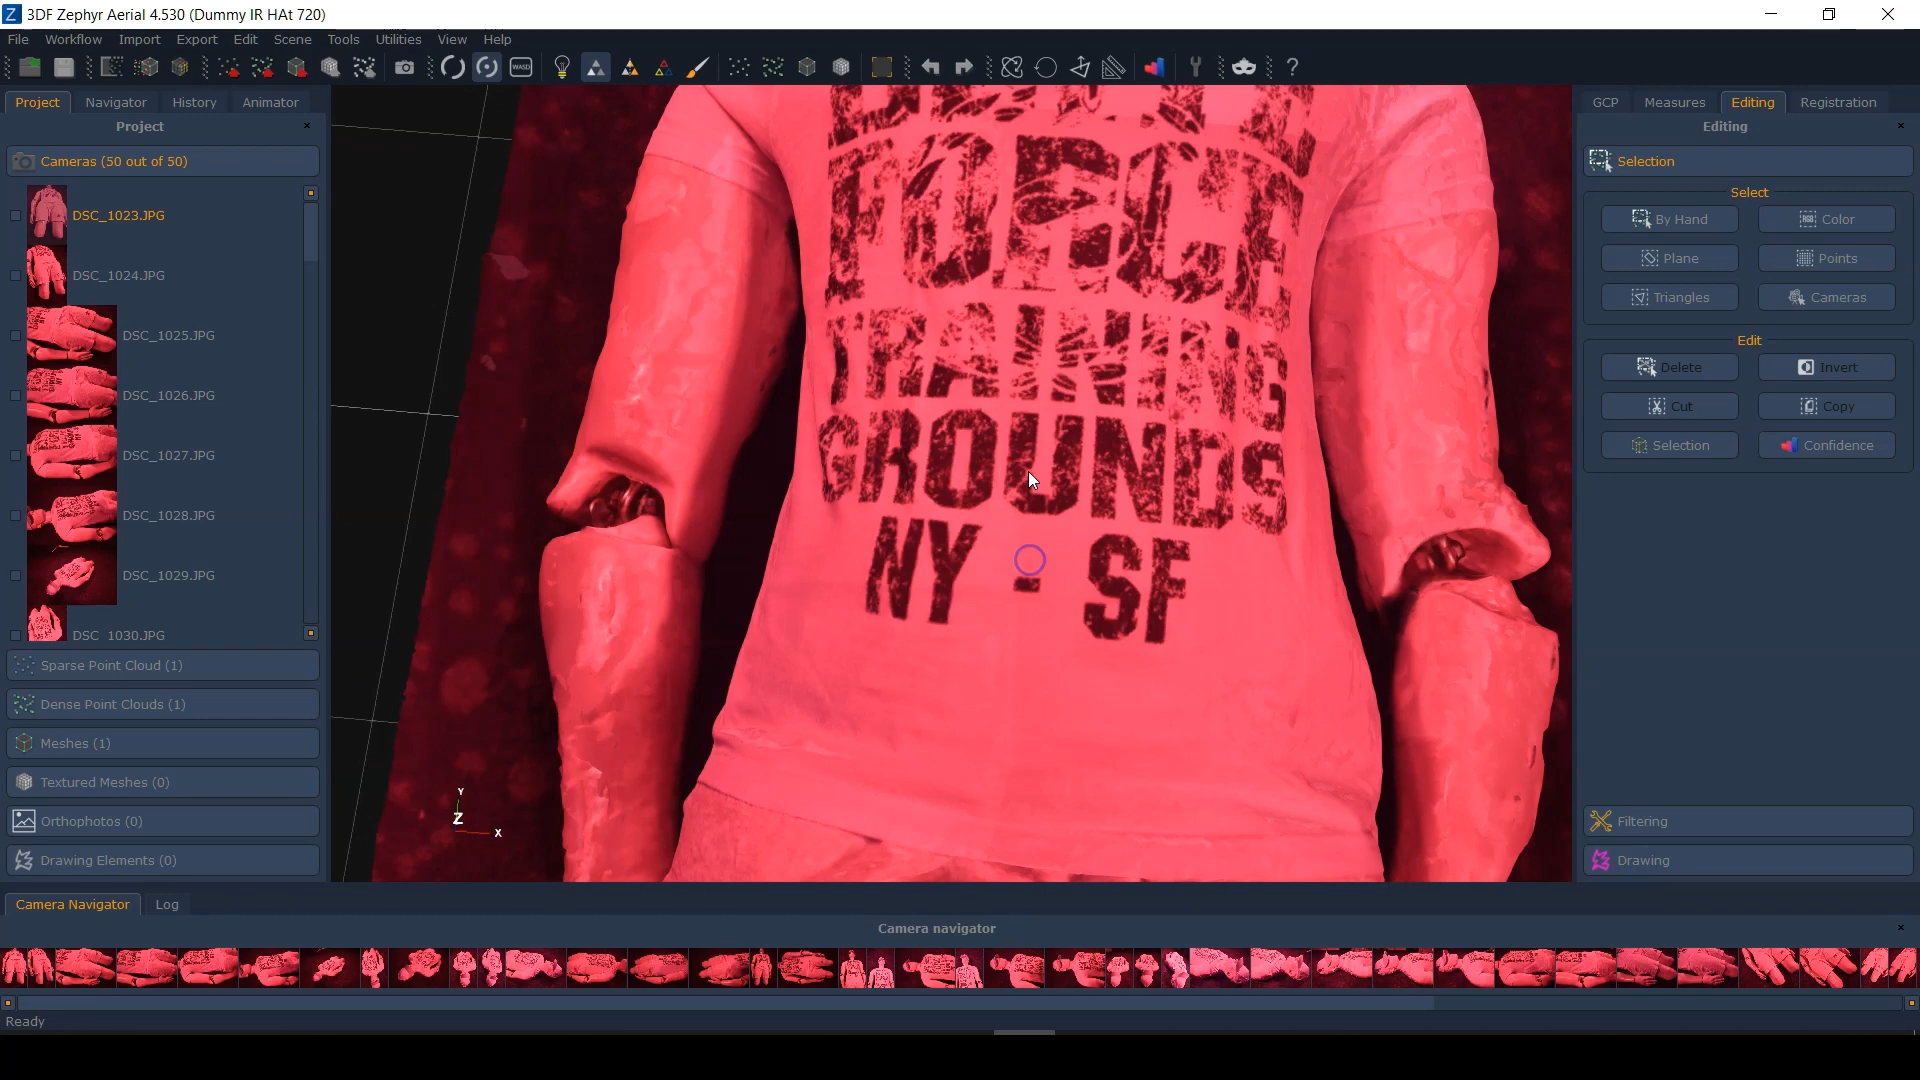 3DF Zephyr Aerial 4.530 (Dummy IR HAt 720)
File Workflow Import Export Edit Scene Tools Utilities View Help
WASD
Project Navigator History Animator
Project
Cameras (50 out of 50)
DSC_1023.JPG
DSC_1024.JPG
DSC_1025.JPG
DSC_1026.JPG
DSC_1027.JPG
DSC_1028.JPG
DSC_1029.JPG
DSC_1030.JPG
Sparse Point Cloud (1)
Dense Point Clouds (1)
Meshes (1)
Textured Meshes (0)
Orthophotos (0)
Drawing Elements (0)
FORCE
TRAINING
GROUNDS
NY - SF
Y
Z
X
GCP Measures Editing Registration
Editing
Selection
Select
By Hand Color
Plane Points
Triangles Cameras
Edit
Delete Invert
Cut Copy
Selection Confidence
Filtering
Drawing
Camera Navigator Log
Camera navigator
Ready